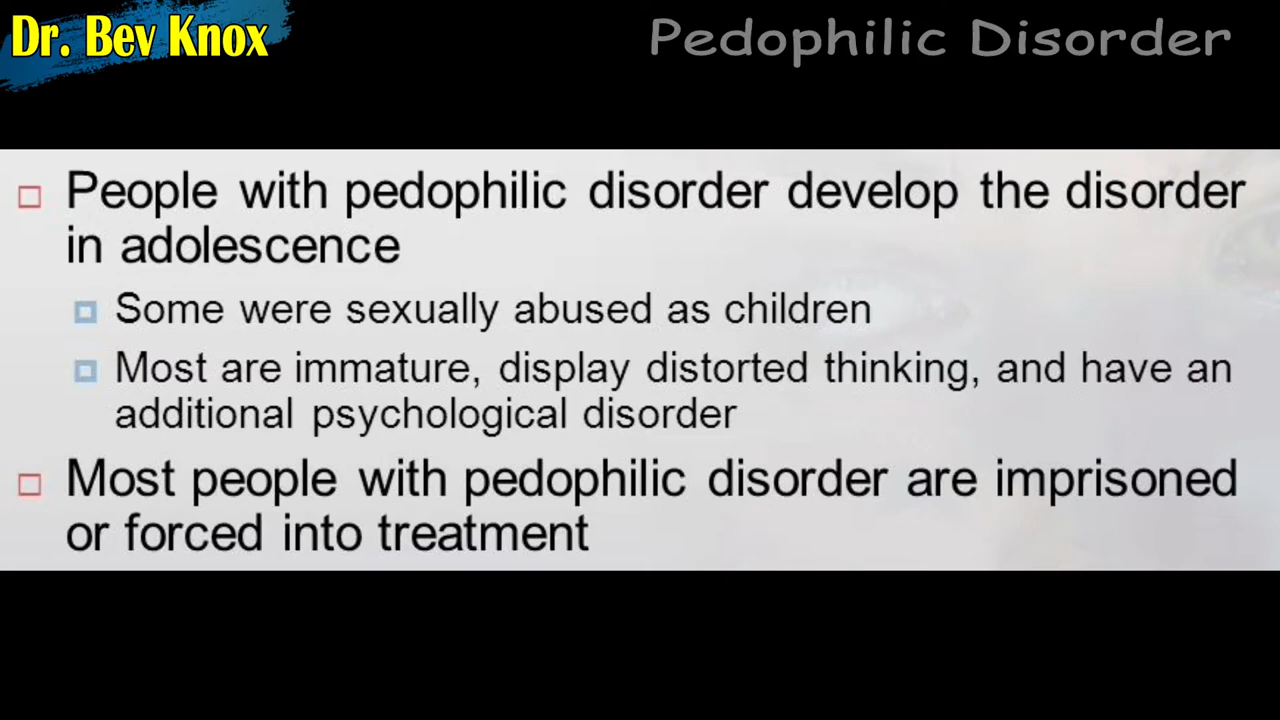 Dr. Bev Knox
Pedophilic Disorder
People with pedophilic disorder develop the disorder
in adolescence
Some were sexually abused as children
Most are immature, display distorted thinking, and have an
additional psychological disorder
Most people with pedophilic disorder are imprisoned
or forced into treatment